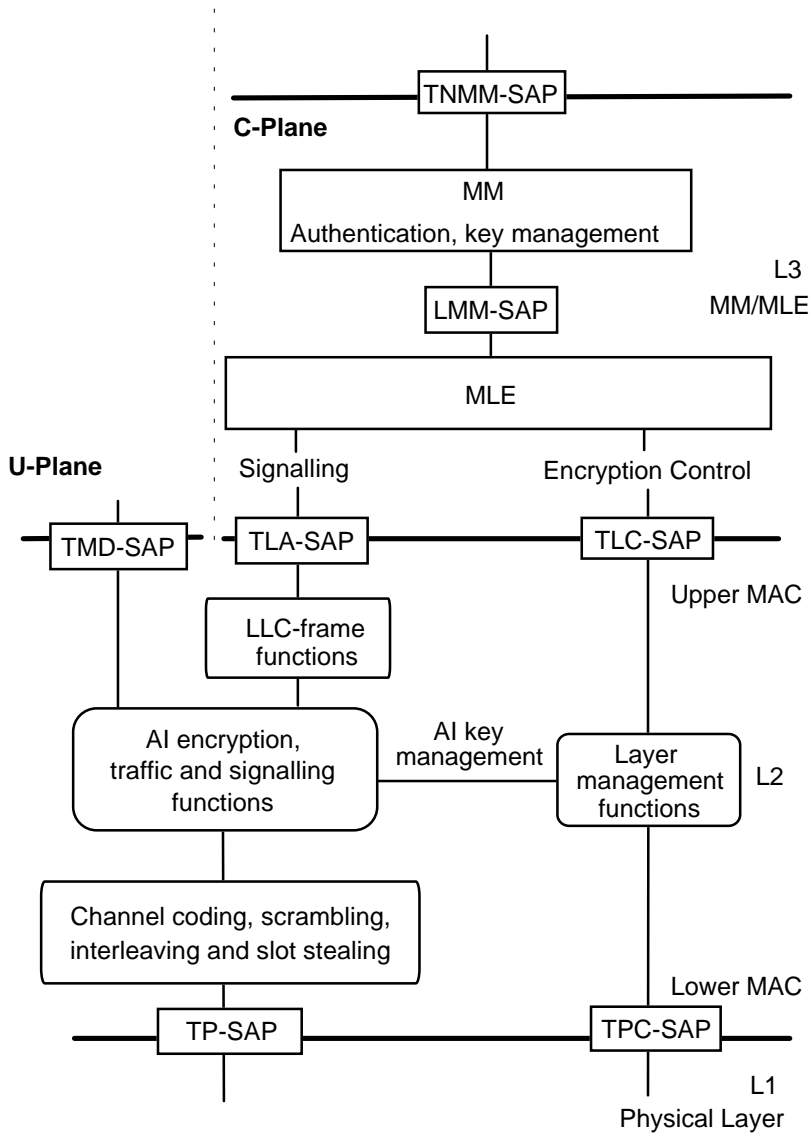 TNMM-SAP
C-Plane
MM
Authentication, key management
L3
LMM-SAP
MM/MLE
MLE
U-Plane
Signalling
Encryption Control
TMD-SAP
TLA-SAP
TLC-SAP
Upper MAC
LLC-frame
functions
AI encryption,
traffic and signalling
functions
AI key
management
Layer
management
functions
L2
Channel coding, scrambling,
interleaving and slot stealing
Lower MAC
TP-SAP
TPC-SAP
L1
Physical Layer